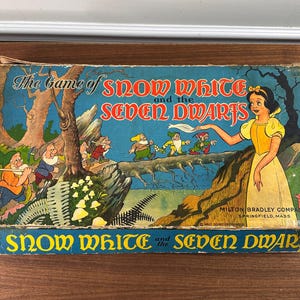 The Game of
SNOW WHITE
and the
SEVEN DWARFS
MILTON BRADLEY COMP
SPRINGFIELD, MASS
SNOW WHITE and the SEVEN DWAR